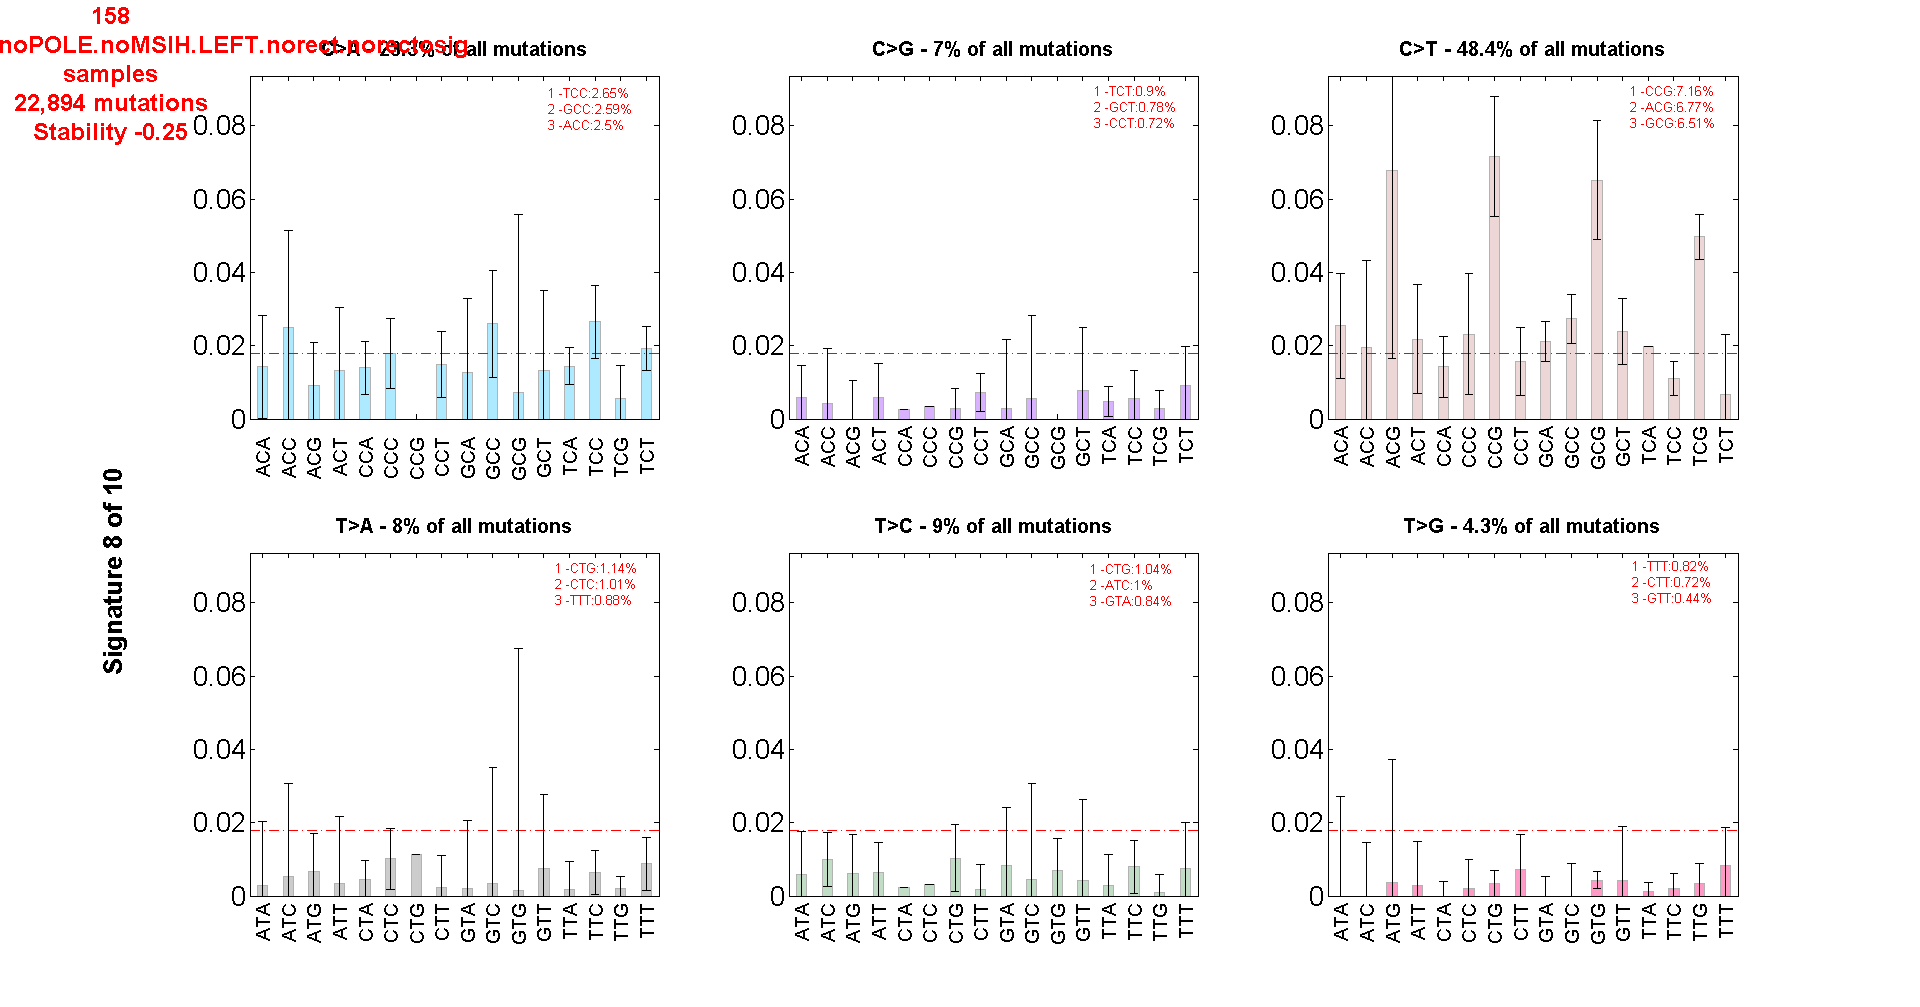 158
noPOLE.noMSIH.LEFT.norect.norectosig
samples
22,894 mutations
Stability -0.25
Signature 8 of 10
C>A - 23.3% of all mutations
1 -TCC:2.65%
2 -GCC:2.59%
3 -ACC:2.5%
0.08
0.06
0.04
0.02
0
ACA ACC ACG ACT CCA CCC CCG CCT GCA GCC GCG GCT TCA TCC TCG TCT
C>G - 7% of all mutations
1 -TCT:0.9%
2 -GCT:0.78%
3 -CCT:0.72%
0.08
0.06
0.04
0.02
0
ACA ACC ACG ACT CCA CCC CCG CCT GCA GCC GCG GCT TCA TCC TCG TCT
C>T - 48.4% of all mutations
1 -CCG:7.16%
2 -ACG:6.77%
3 -GCG:6.51%
0.08
0.06
0.04
0.02
0
ACA ACC ACG ACT CCA CCC CCG CCT GCA GCC GCG GCT TCA TCC TCG TCT
T>A - 8% of all mutations
1 -CTG:1.14%
2 -CTC:1.01%
3 -TTT:0.88%
0.08
0.06
0.04
0.02
0
ATA ATC ATG ATT CTA CTC CTG CTT GTA GTC GTG GTT TTA TTC TTG TTT
T>C - 9% of all mutations
1 -CTG:1.04%
2 -ATC:1%
3 -GTA:0.84%
0.08
0.06
0.04
0.02
0
ATA ATC ATG ATT CTA CTC CTG CTT GTA GTC GTG GTT TTA TTC TTG TTT
T>G - 4.3% of all mutations
1 -TTT:0.82%
2 -CTT:0.72%
3 -GTT:0.44%
0.08
0.06
0.04
0.02
0
ATA ATC ATG ATT CTA CTC CTG CTT GTA GTC GTG GTT TTA TTC TTG TTT